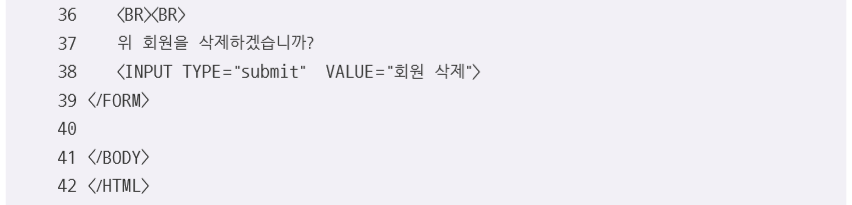 36    <BR><BR>
37    위 회원을 삭제하겠습니까?
38    <INPUT TYPE="submit"  VALUE="회원 삭제">
39 </FORM>
40
41 </BODY>
42 </HTML>